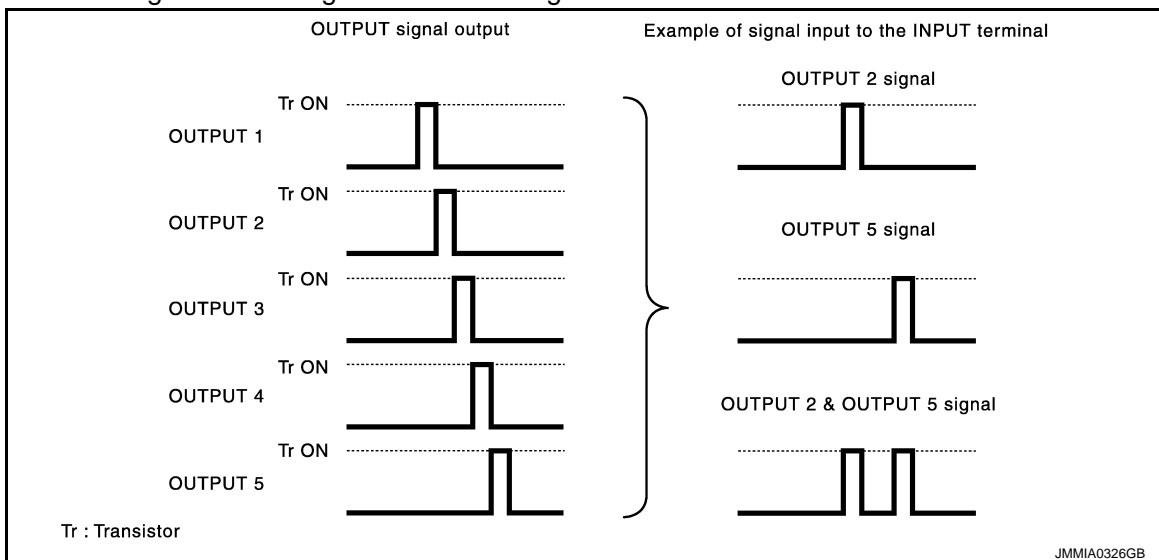 OUTPUT signal output
Example of signal input to the INPUT terminal
Tr ON
OUTPUT 1
Tr ON
OUTPUT 2
Tr ON
OUTPUT 3
Tr ON
OUTPUT 4
Tr ON
OUTPUT 5
OUTPUT 2 signal
OUTPUT 5 signal
OUTPUT 2 & OUTPUT 5 signal
Tr : Transistor
JMMIA0326GB